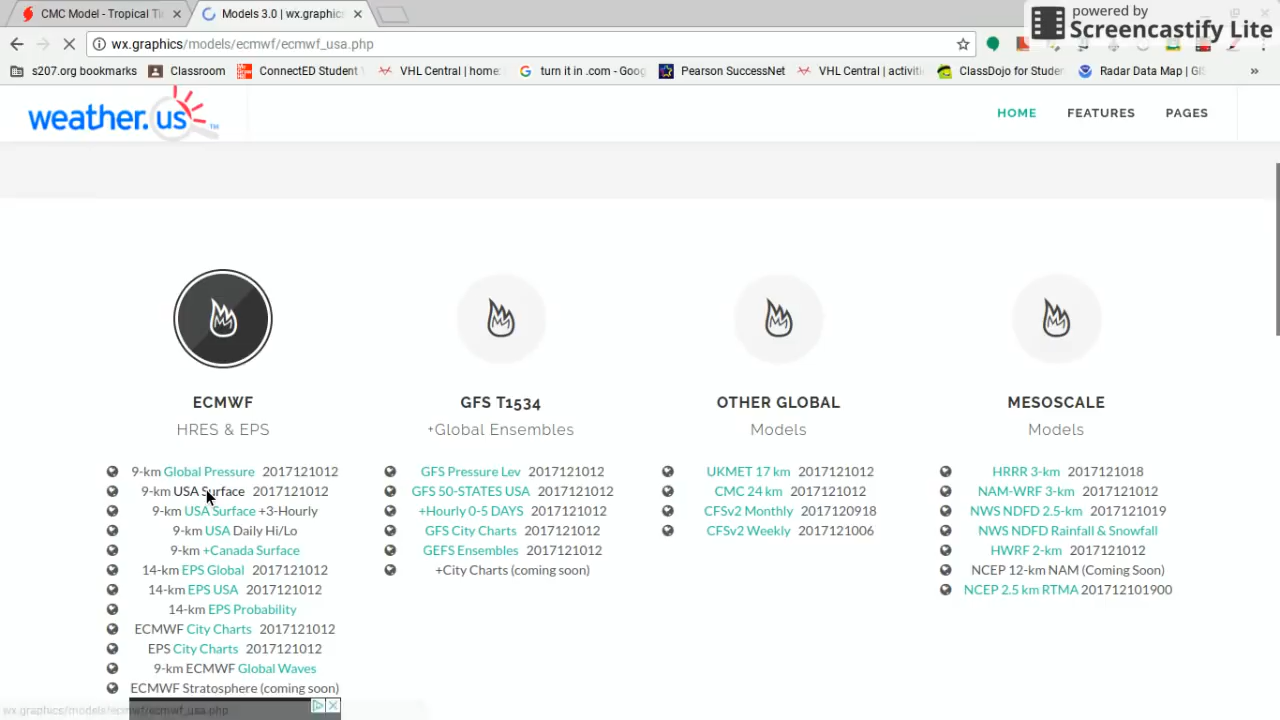 powered by
Screencastify Lite
CMC Model - Tropical Ti
Models 3.0 | wx.graphics
wx.graphics/models/ecmwf/ecmwf_usa.php
s207.org bookmarks Classroom ConnectED Student VHL Central | home: turn it in .com - Goog Pearson SuccessNet VHL Central | activiti ClassDojo for Studen Radar Data Map | GIS »
weather.us
HOME FEATURES PAGES
ECMWF
HRES & EPS
9-km Global Pressure 2017121012
9-km USA Surface 2017121012
9-km USA Surface +3-Hourly
9-km USA Daily Hi/Lo
9-km +Canada Surface
14-km EPS Global 2017121012
14-km EPS USA 2017121012
14-km EPS Probability
ECMWF City Charts 2017121012
EPS City Charts 2017121012
9-km ECMWF Global Waves
ECMWF Stratosphere (coming soon)
GFS T1534
+Global Ensembles
GFS Pressure Lev 2017121012
GFS 50-STATES USA 2017121012
+Hourly 0-5 DAYS 2017121012
GFS City Charts 2017121012
GEFS Ensembles 2017121012
+City Charts (coming soon)
OTHER GLOBAL
Models
UKMET 17 km 2017121012
CMC 24 km 2017121012
CFSv2 Monthly 2017120918
CFSv2 Weekly 2017121006
MESOSCALE
Models
HRRR 3-km 2017121018
NAM-WRF 3-km 2017121012
NWS NDFD 2.5-km 2017121019
NWS NDFD Rainfall & Snowfall
HWRF 2-km 2017121012
NCEP 12-km NAM (Coming Soon)
NCEP 2.5 km RTMA 201712101900
wx.graphics/models/ecmwf/ecmwf_usa.php